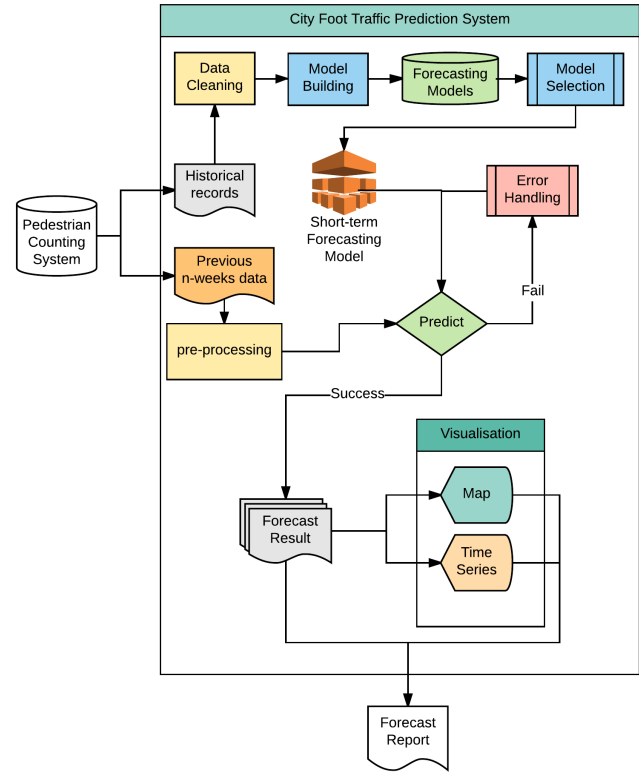 City Foot Traffic Prediction System
Data
Cleaning
Model
Building
Forecasting
Models
Model
Selection
Historical
records
Short-term
Forecasting
Model
Error
Handling
Pedestrian
Counting
System
Previous
n-weeks data
Fail
pre-processing
Predict
Success
Visualisation
Map
Forecast
Result
Time
Series
Forecast
Report